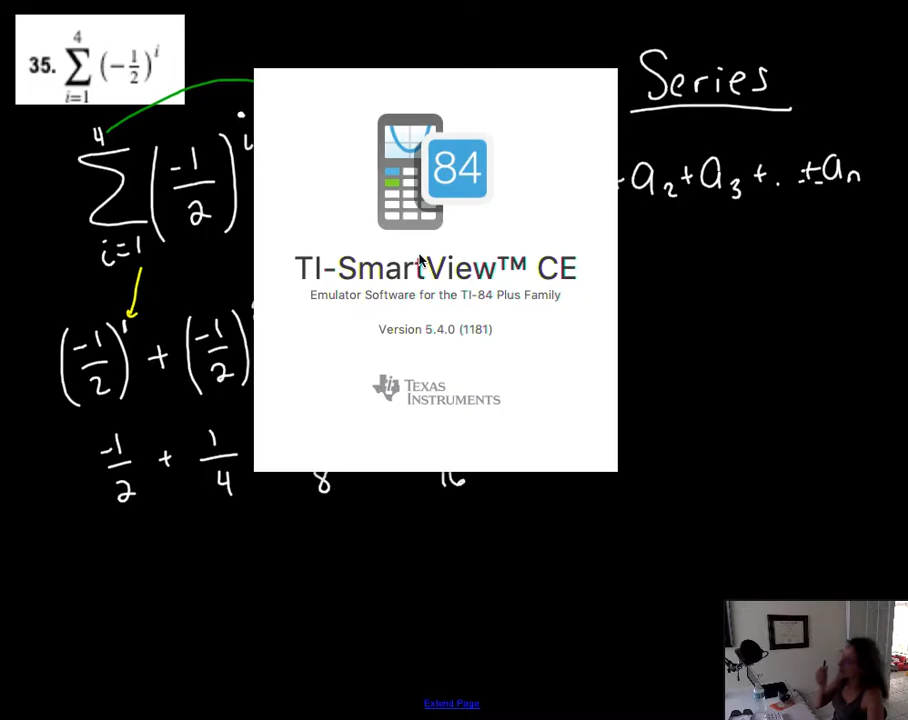 35. 4 ∑ i=1 (-1/2)^i
Series
4 ∑ i=1 (-1/2)^i
+ a₂ + a₃ + . .. + aₙ
(-1/2)^1 + (-1/2)
-1/2 + 1/4
8
16
84
TI-SmartView™ CE
Emulator Software for the TI-84 Plus Family
Version 5.4.0 (1181)
TEXAS
INSTRUMENTS
Extend Page